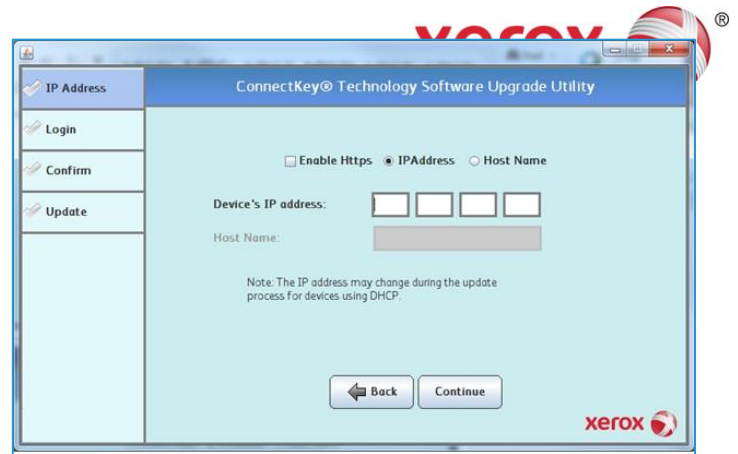 xerox ®
IP Address
ConnectKey® Technology Software Upgrade Utility
Login
Enable Https IPAddress Host Name
Confirm
Device's IP address:
Update
Host Name:
Note: The IP address may change during the update
process for devices using DHCP.
Back Continue
xerox